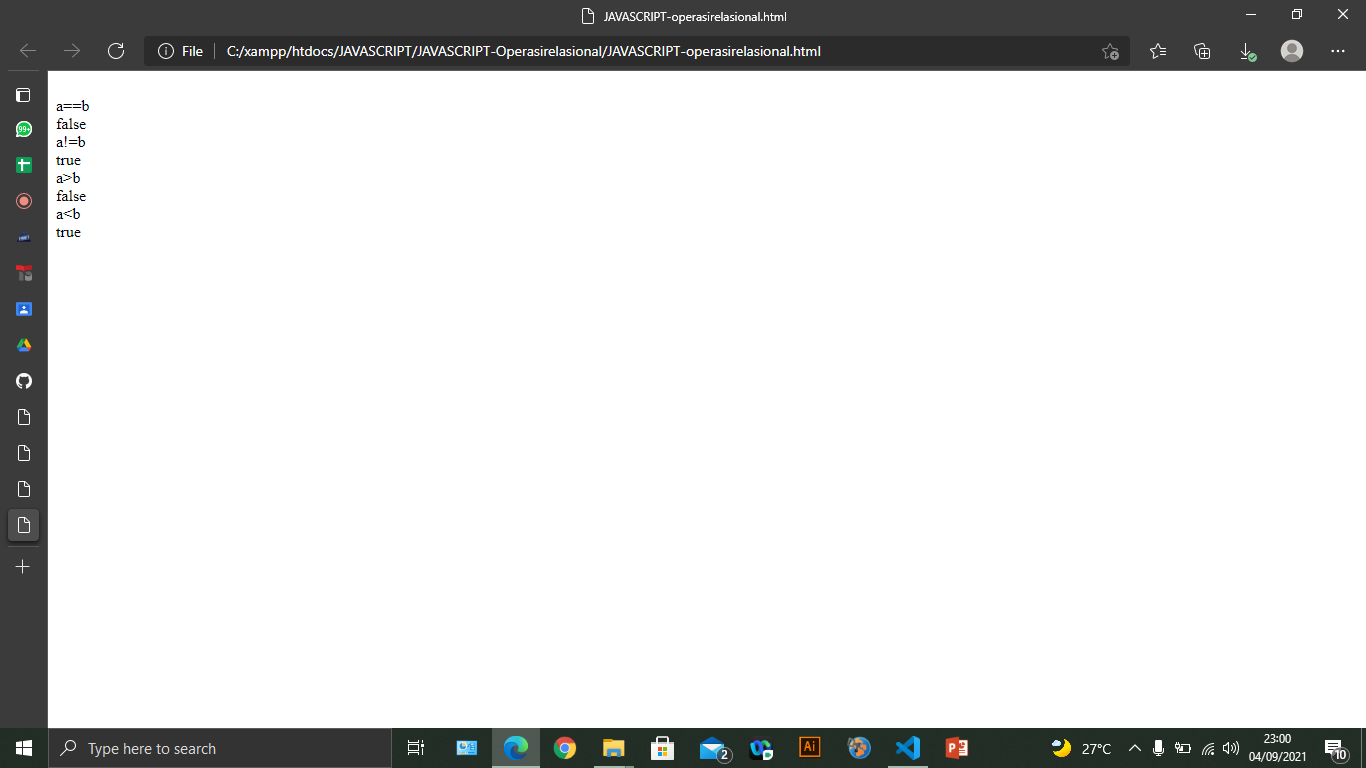 JAVASCRIPT-operasirelasional.html
File
C:/xampp/htdocs/JAVASCRIPT/JAVASCRIPT-Operasirelasional/JAVASCRIPT-operasirelasional.html
99+
a==b
false
a!=b
true
a>b
false
a<b
true
Type here to search
2
Ai
27°C
23:00
04/09/2021
10